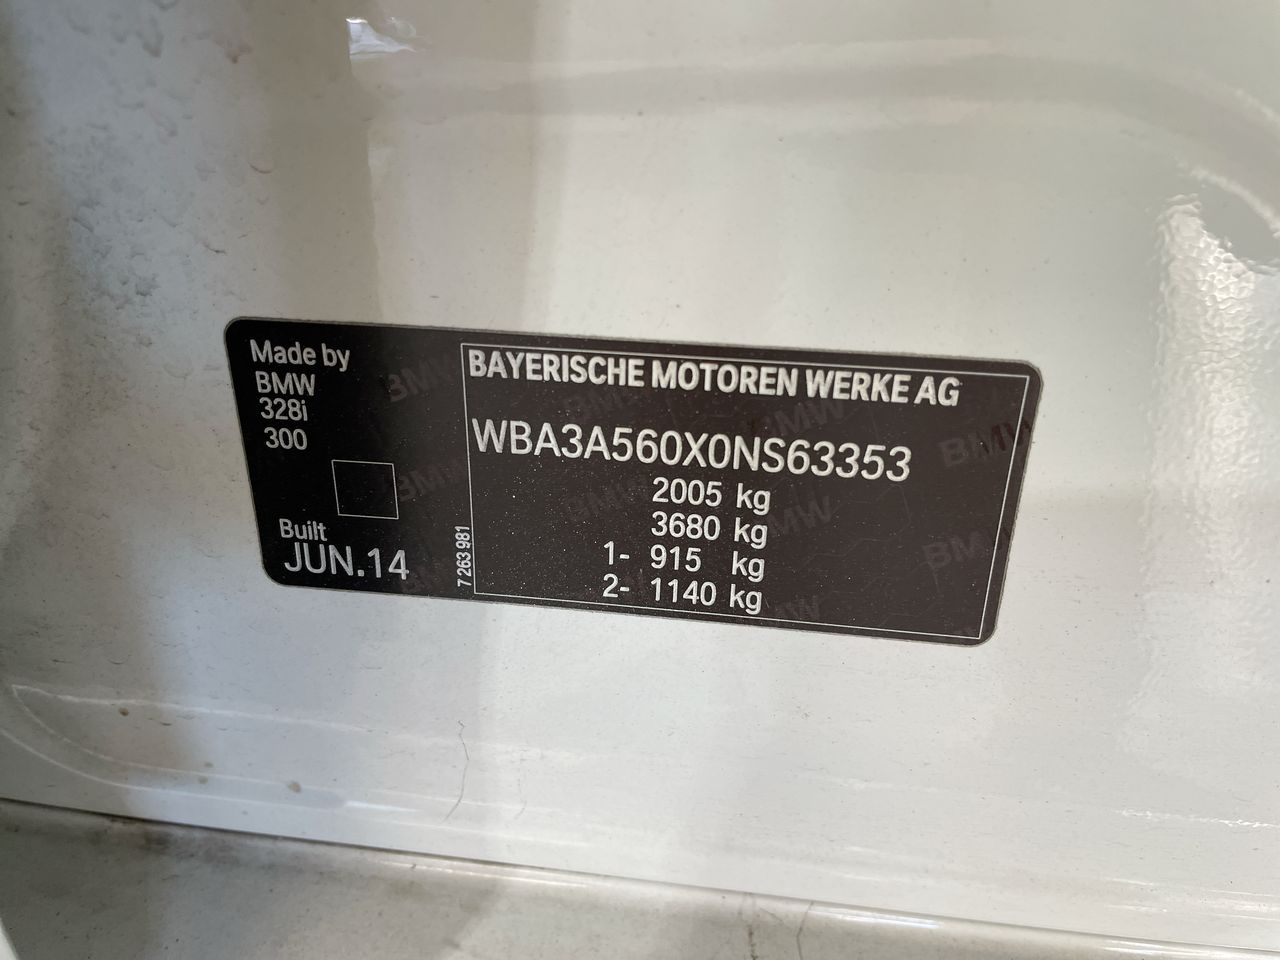 Made by
BMW
328i
300
Built
JUN.14
7 263 981
BAYERISCHE MOTOREN WERKE AG
WBA3A560X0NS63353
2005 kg
3680 kg
1- 915 kg
2- 1140 kg